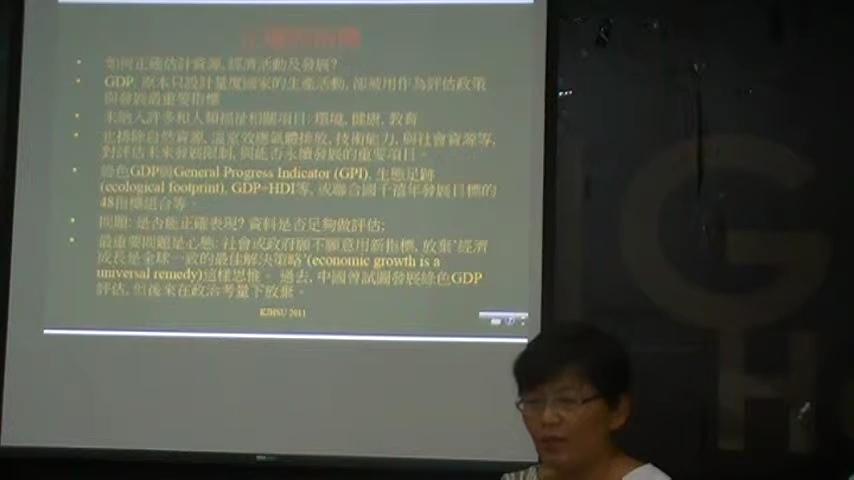 正確的指標
如何正確估計資源, 經濟活動及發展?
GDP, 原本只設計量度國家的生產活動, 卻被用作為評估政策
與發展最重要指標
未納入許多和人類福祉相關項目: 環境, 健康, 教育
也排除自然資源, 溫室效應氣體排放, 技術能力, 與社會資源等,
對評估未來發展限制, 與能否永續發展的重要項目。
綠色GDP與General Progress Indicator (GPI), 生態足跡
(ecological footprint), GDP-HDI等, 或聯合國千禧年發展目標的
48指標組合等。
問題: 是否能正確表現? 資料是否足夠做評估;
最重要問題是心態: 社會或政府願不願意用新指標, 放棄"經濟
成長是全球一致的最佳解決策略"(economic growth is a
universal remedy)這樣思惟。 過去, 中國曾試圖發展綠色GDP
評估, 但後來在政治考量下放棄。
2011
G
H